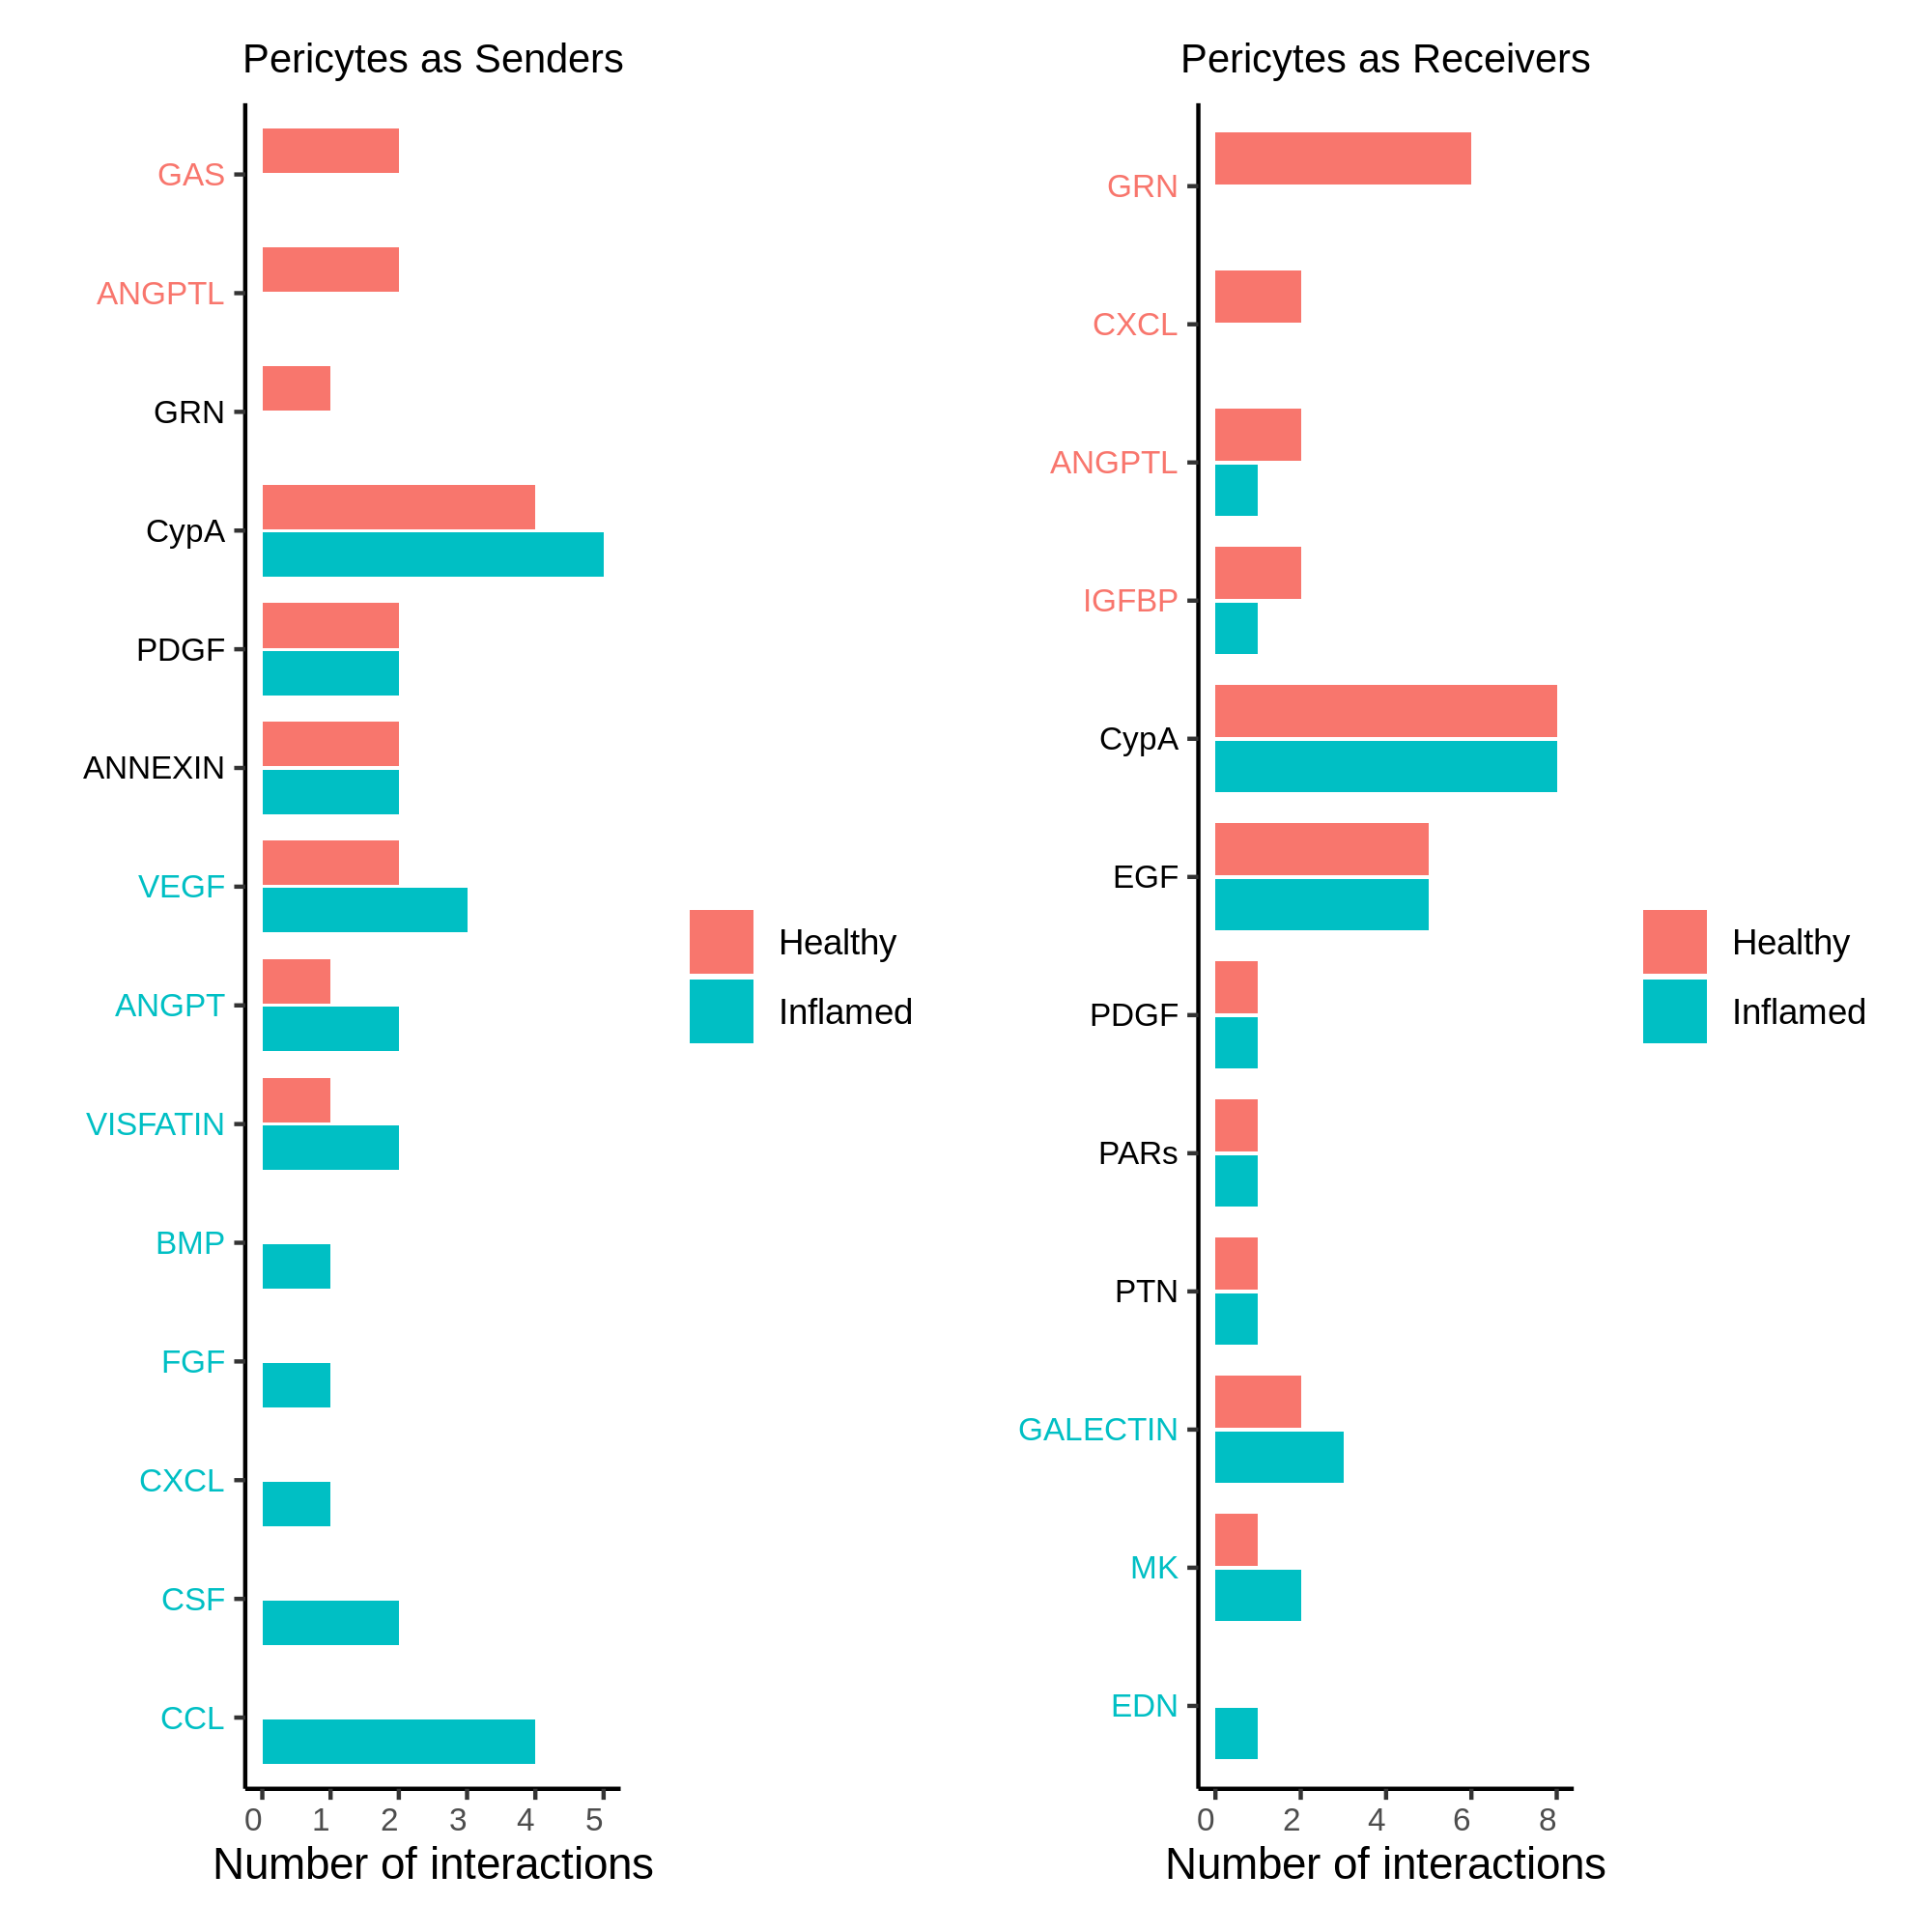 Pericytes as Senders
GAS
ANGPTL
GRN
CypA
PDGF
ANNEXIN
VEGF
ANGPT
VISFATIN
BMP
FGF
CXCL
CSF
CCL
0 1 2 3 4 5
Number of interactions
Healthy
Inflamed
Pericytes as Receivers
GRN
CXCL
ANGPTL
IGFBP
CypA
EGF
PDGF
PARs
PTN
GALECTIN
MK
EDN
0 2 4 6 8
Number of interactions
Healthy
Inflamed